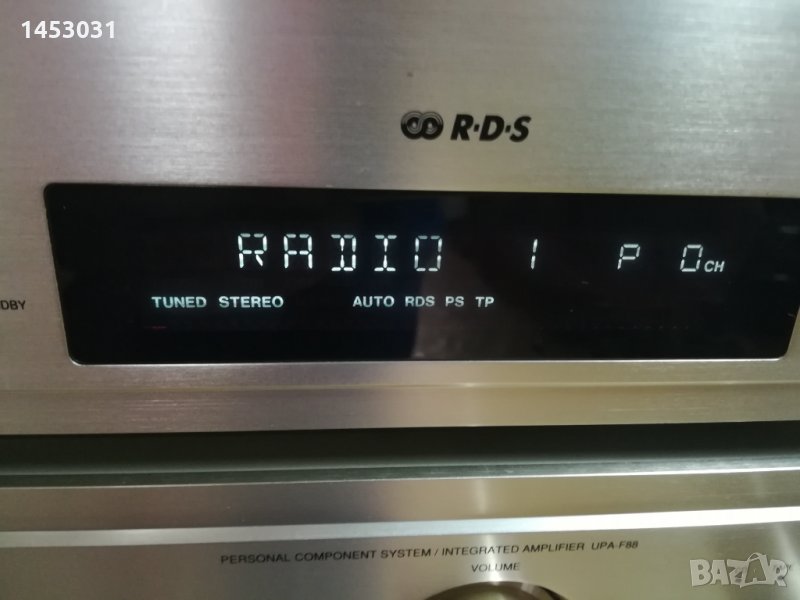 1453031
R·D·S
RADIO 1 P 0CH
DBY
TUNED STEREO AUTO RDS PS TP
PERSONAL COMPONENT SYSTEM / INTEGRATED AMPLIFIER UPA-F88
VOLUME
BAZAR